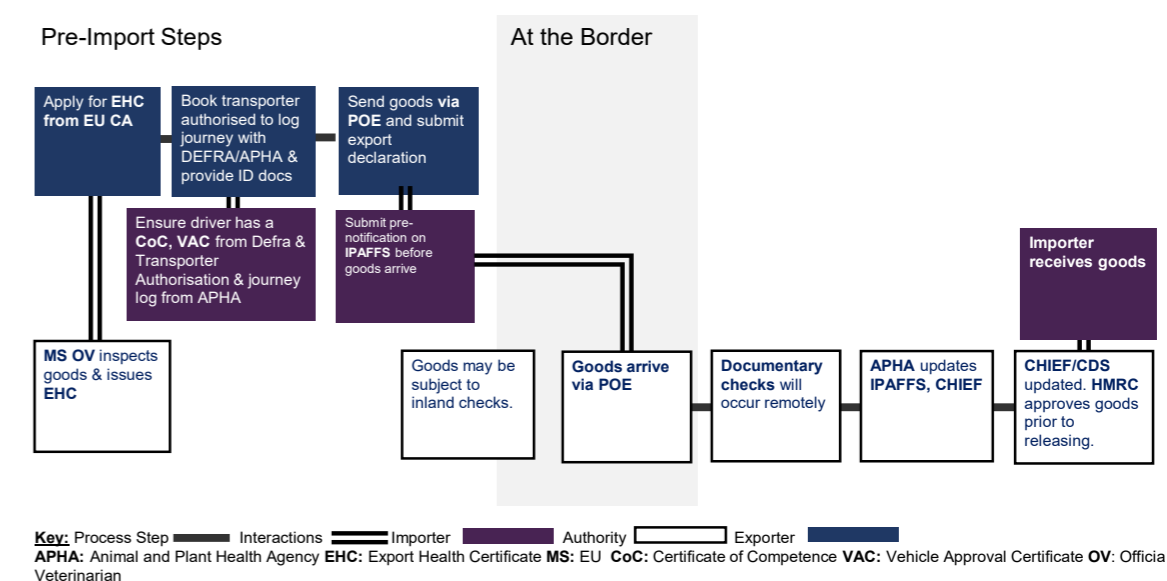 Pre-Import Steps
At the Border
Apply for EHC
from EU CA
Book transporter
authorised to log
journey with
DEFRA/APHA &
provide ID docs
Send goods via
POE and submit
export
declaration
Ensure driver has a
CoC, VAC from Defra &
Transporter
Authorisation & journey
log from APHA
Submit pre-
notification on
IPAFFS before
goods arrive
Importer
receives goods
MS OV inspects
goods & issues
EHC
Goods may be
subject to
inland checks.
Goods arrive
via POE
Documentary
checks will
occur remotely
APHA updates
IPAFFS, CHIEF
CHIEF/CDS
updated. HMRC
approves goods
prior to
releasing.
Key: Process Step Interactions Importer Authority Exporter
APHA: Animal and Plant Health Agency EHC: Export Health Certificate MS: EU CoC: Certificate of Competence VAC: Vehicle Approval Certificate OV: Officia
Veterinarian